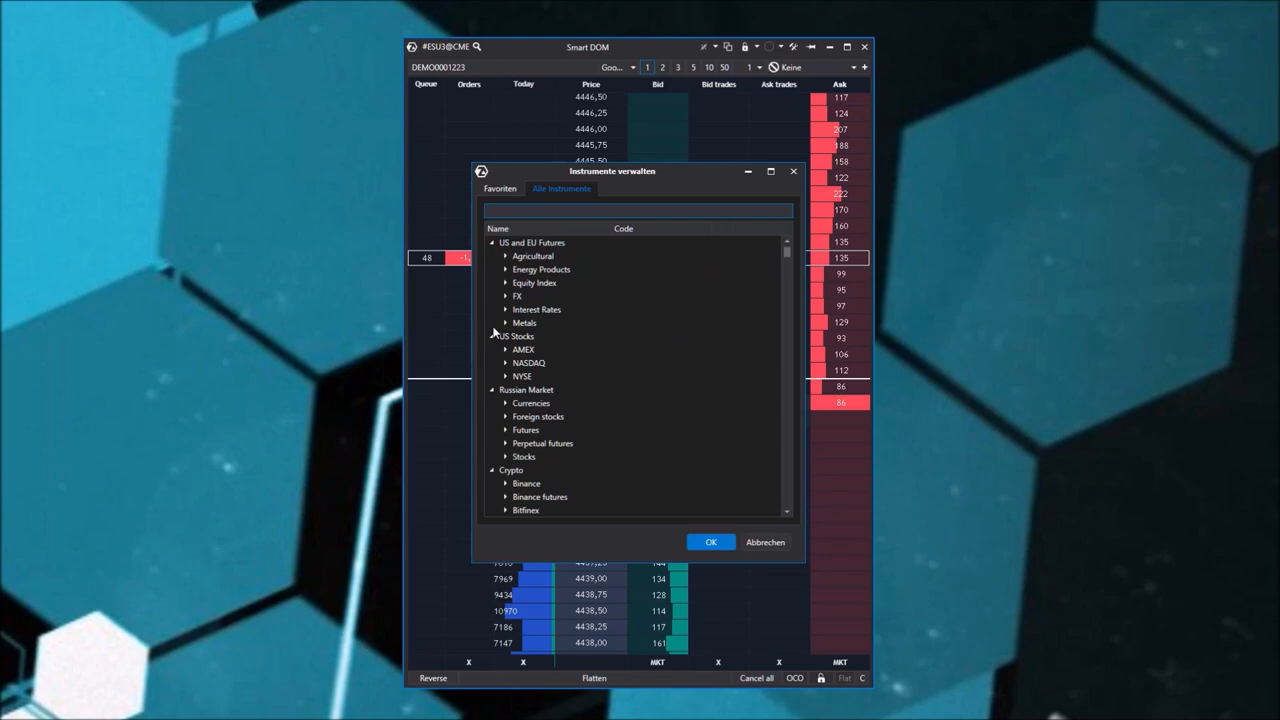 #ESU3@CME
Smart DOM
DEMO0001223
Goo... 1 2 3 5 10 50 1 Keine +
Queue Orders Today Price Bid Bid trades Ask trades Ask
4446,50 117
4446,25 124
4446,00 207
4445,75 188
4445,50 158
122
222
170
160
135
48 -1, 135
99
95
97
129
93
106
112
86
86
Instrumente verwalten
Favoriten Alle Instrumente
Name Code
US and EU Futures
Agricultural
Energy Products
Equity Index
FX
Interest Rates
Metals
US Stocks
AMEX
NASDAQ
NYSE
Russian Market
Currencies
Foreign stocks
Futures
Perpetual futures
Stocks
Crypto
Binance
Binance futures
Bitfinex
OK Abbrechen
4439,25 144
7969 4439,00 134
9434 4438,75 128
10970 4438,50 114
7186 4438,25 117
7147 4438,00 161
X X MKT X X MKT
Reverse Flatten Cancel all OCO Flat C